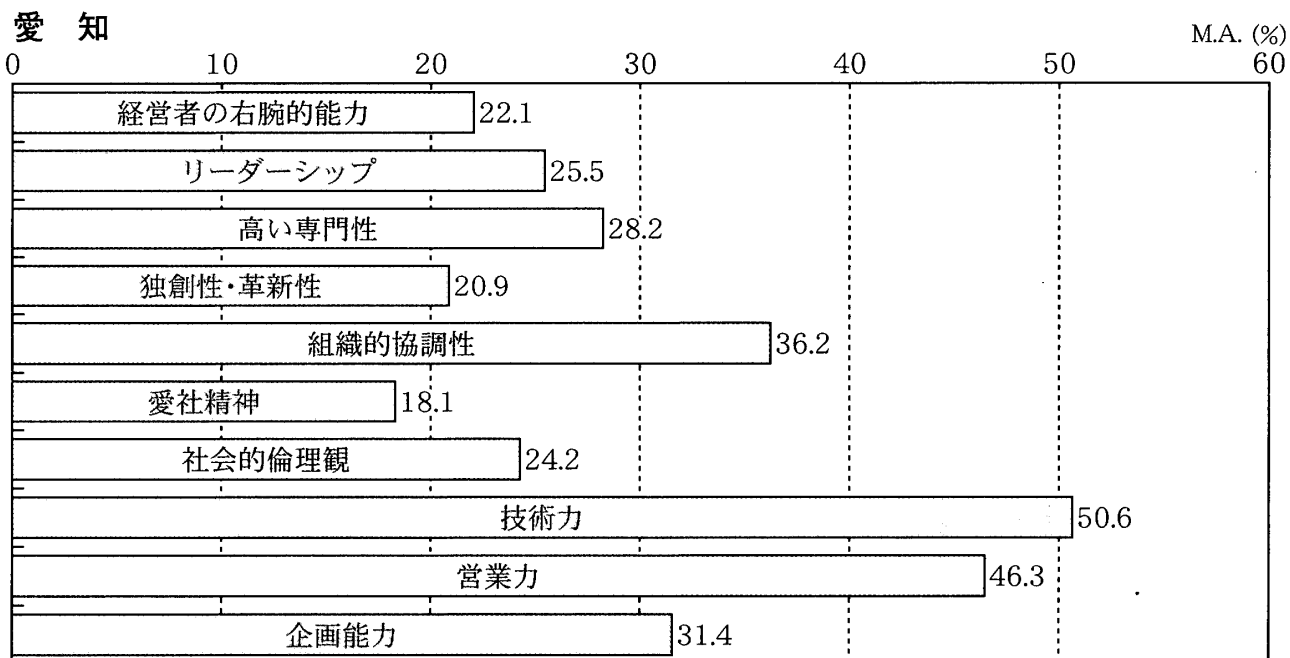 愛 知
M.A. (%)
0 10 20 30 40 50 60
経営者の右腕的能力 22.1
リーダーシップ 25.5
高い専門性 28.2
独創性・革新性 20.9
組織的協調性 36.2
愛社精神 18.1
社会的倫理観 24.2
技術力 50.6
営業力 46.3
企画能力 31.4